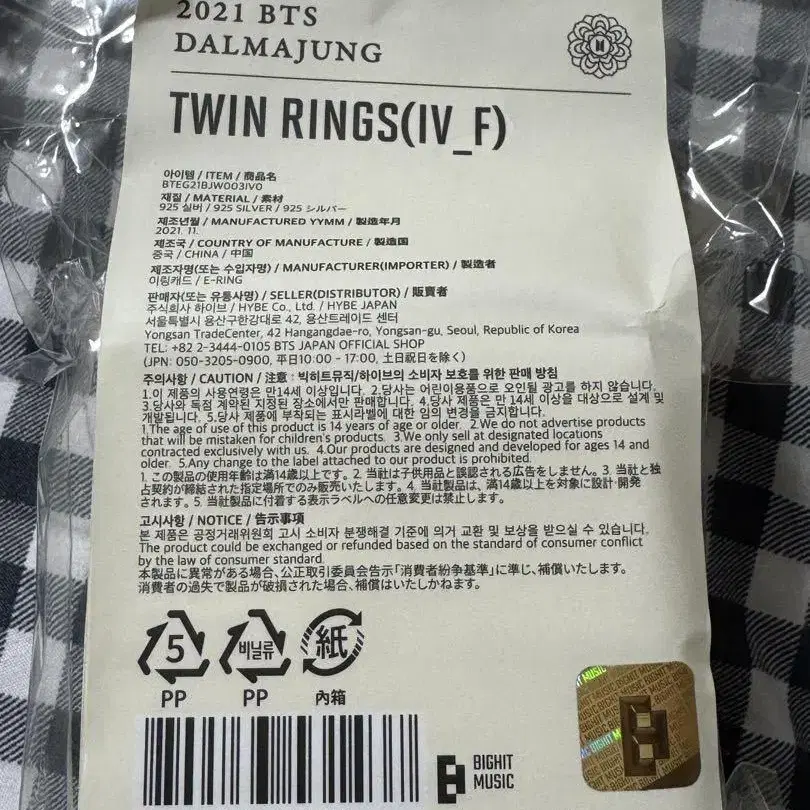 2021 BTS
DALMAJUNG
TWIN RINGS(IV_F)
아이템 / ITEM / 商品名
BTEG21BJW003IV0
재질 / MATERIAL / 素材
925 실버 / 925 SILVER / 925 シルバー
제조년월 / MANUFACTURED YYMM / 製造年月
2021. 11.
제조국 / COUNTRY OF MANUFACTURE / 製造国
중국 / CHINA / 中国
제조자명(또는 수입자명) / MANUFACTURER(IMPORTER) / 製造者
이링캐드 / E-RING
판매자(또는 유통사명) / SELLER(DISTRIBUTOR) / 販賣者
주식회사 하이브 / HYBE Co., Ltd. / HYBE JAPAN
서울특별시 용산구한강대로 42, 용산트레이드 센터
Yongsan TradeCenter, 42 Hangangdae-ro, Yongsan-gu, Seoul, Republic of Korea
TEL: +82 2-3444-0105 BTS JAPAN OFFICIAL SHOP
(JPN: 050-3205-0900, 平日10:00 - 17:00, 土日祝日を除く)
주의사항 / CAUTION / 注意 : 빅히트뮤직/하이브의 소비자 보호를 위한 판매 방침
1.이 제품의 사용연령은 만14세 이상입니다. 2.당사는 어린이용품으로 오인될 광고를 하지 않습니다.
3.당사와 독점 계약된 지정된 장소에서만 판매합니다. 4.당사 제품은 만 14세 이상을 대상으로 설계 및
개발됩니다. 5.당사 제품에 부착되는 표시라벨에 대한 임의 변경을 금지합니다.
1.The age of use of this product is 14 years of age or older. 2.We do not advertise products
that will be mistaken for children's products. 3.We only sell at designated locations
contracted exclusively with us. 4.Our products are designed and developed for ages 14 and
older. 5.Any change to the label attached to our product is prohibited.
1. この製品の使用年齢は満14歳以上です。2. 当社は子供用品と誤認される広告をしません。3. 当社と独
占契約が締結された指定場所でのみ販売いたします。4. 当社製品は、満14歳以上を対象に設計·開発
されます。5. 当社製品に付着する表示ラベルへの任意変更は禁止します。
고시사항 / NOTICE / 告示事項
본 제품은 공정거래위원회 고시 소비자 분쟁해결 기준에 의거 교환 및 보상을 받으실 수 있습니다.
The product could be exchanged or refunded based on the standard of consumer conflict
by the law of consumer standard.
本製品に異常がある場合、公正取引委員会告示「消費者紛争基準」に準じ、補償いたします。
消費者の過失で製品が破損された場合、補償はいたしかねます。
5 비닐류 紙
PP PP 內箱
BIGHIT
MUSIC
BIGHIT MUSIC